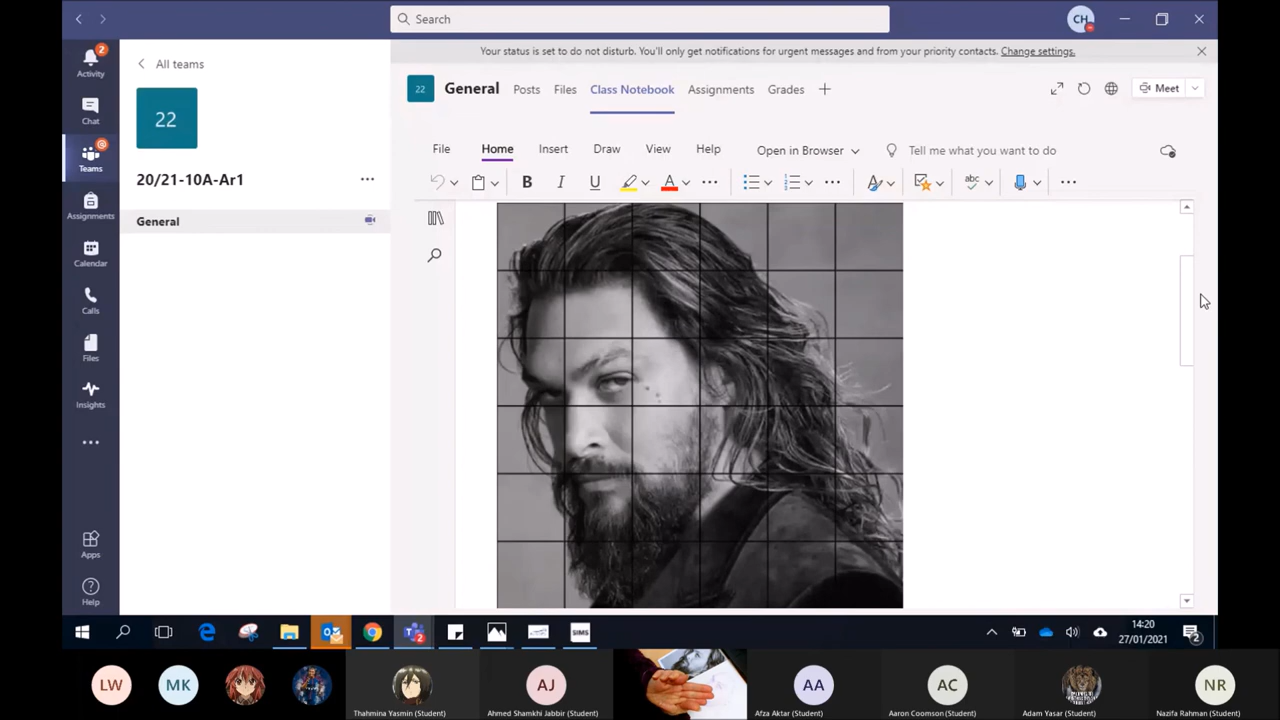 Search
CH
Your status is set to do not disturb. You'll only get notifications for urgent messages and from your priority contacts. Change settings.
2
Activity
Chat
Teams
Assignments
Calendar
Calls
Files
Insights
Apps
Help
All teams
22
20/21-10A-Ar1
General
22
General
Posts
Files
Class Notebook
Assignments
Grades
Meet
File
Home
Insert
Draw
View
Help
Open in Browser
Tell me what you want to do
B
I
U
A
abc
2
SIMS
14:20
27/01/2021
2
LW
MK
Thahmina Yasmin (Student)
AJ
Ahmed Shamkhi Jabbir (Student)
AA
Afza Aktar (Student)
AC
Aaron Coomson (Student)
Adam Yasar (Student)
NR
Nazifa Rahman (Student)